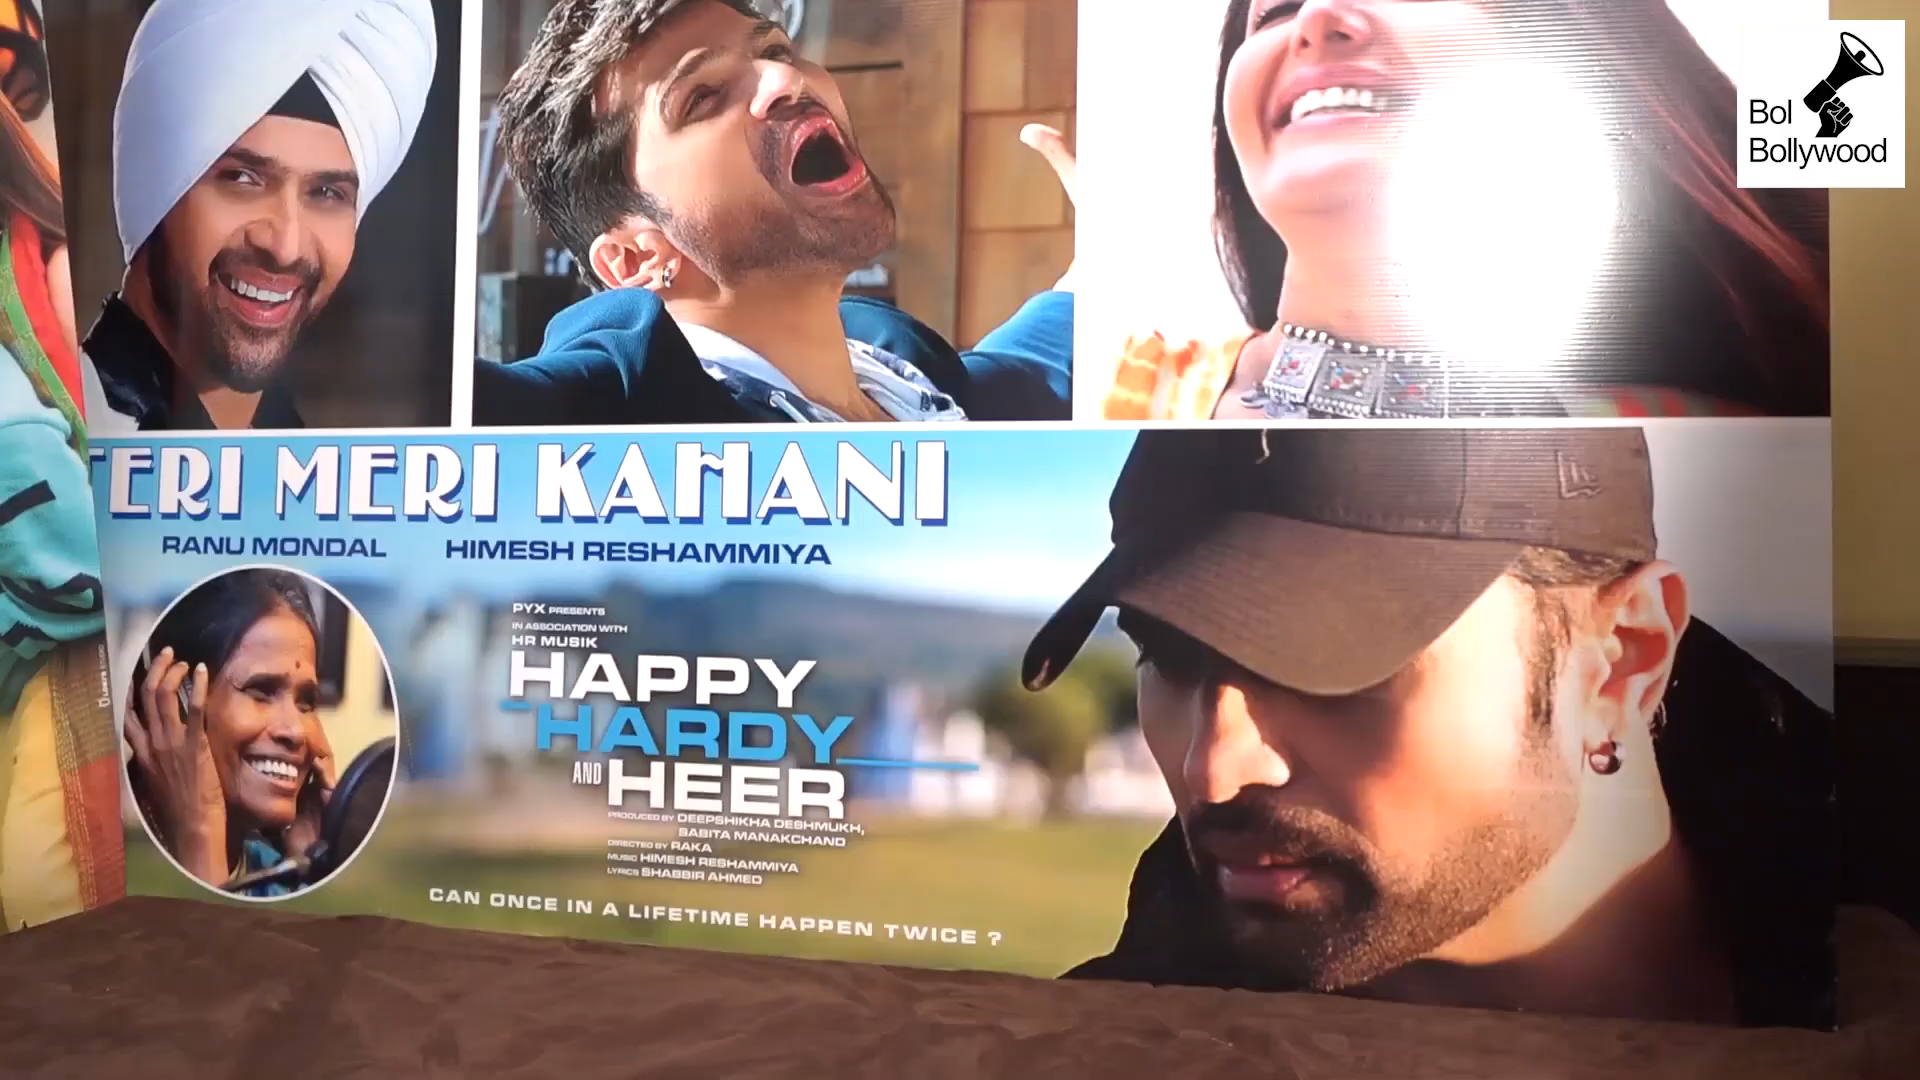 Bol
Bollywood
TERI MERI KAHANI
RANU MONDAL HIMESH RESHAMMIYA
PYX PRESENTS
IN ASSOCIATION WITH
HR MUSIK
HAPPY
HARDY
AND HEER
PRODUCED BY DEEPSHIKHA DESHMUKH,
SABITA MANAKCHAND
DIRECTED BY RAKA
MUSIC HIMESH RESHAMMIYA
LYRICS SHABBIR AHMED
CAN ONCE IN A LIFETIME HAPPEN TWICE ?